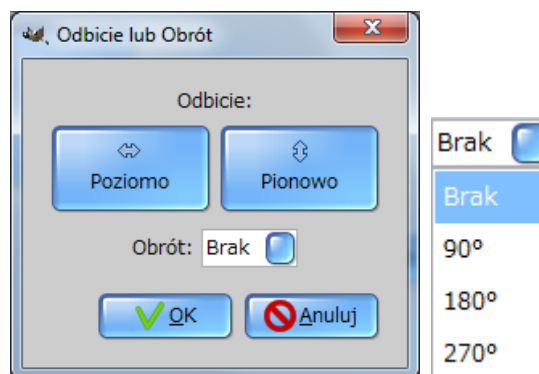 Odbicie lub Obrót
Odbicie:
Poziomo Pionowo
Obrót: Brak
OK Anuluj
Brak
Brak
90º
180º
270º